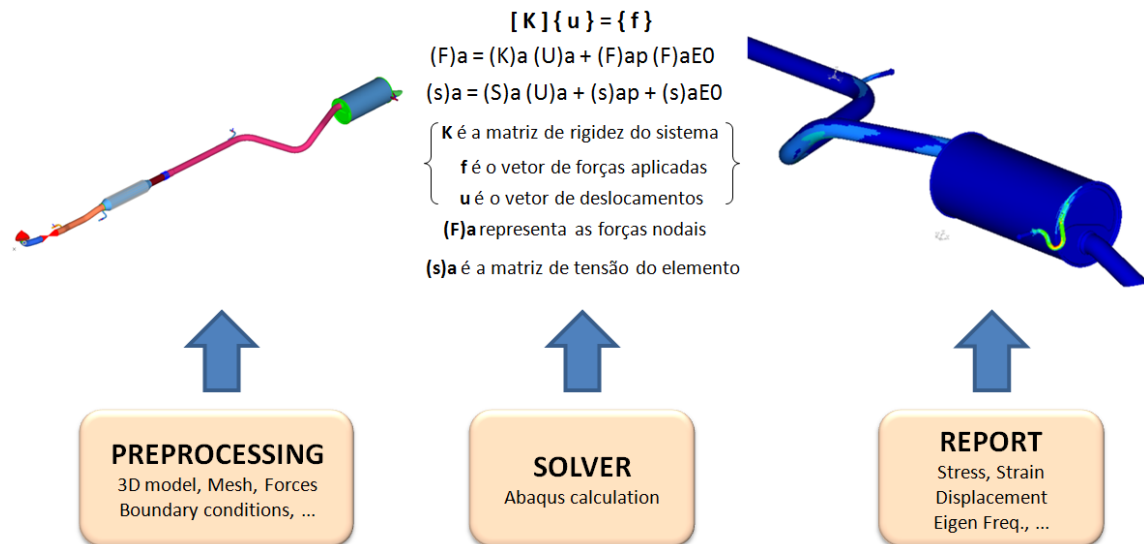 [ K ] { u } = { f }
(F)a = (K)a (U)a + (F)ap (F)aE0
(s)a = (S)a (U)a + (s)ap + (s)aE0
K é a matriz de rigidez do sistema
f é o vetor de forças aplicadas
u é o vetor de deslocamentos
(F)a representa as forças nodais
(s)a é a matriz de tensão do elemento
PREPROCESSING
3D model, Mesh, Forces
Boundary conditions, ...
SOLVER
Abaqus calculation
REPORT
Stress, Strain
Displacement
Eigen Freq., ...